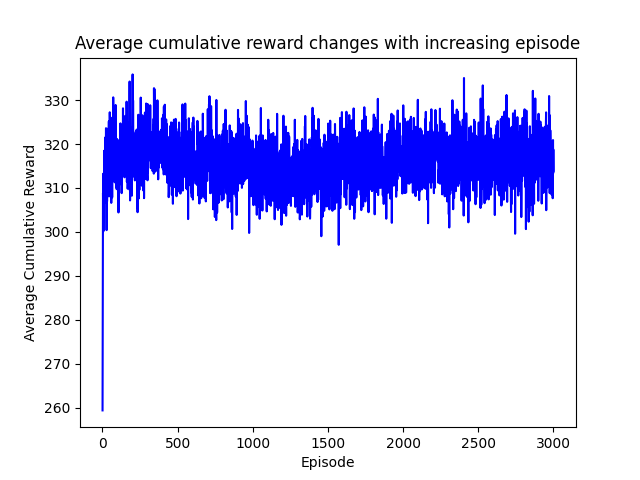 Average cumulative reward changes with increasing episode
330
320
310
300
290
280
270
260
Average Cumulative Reward
0 500 1000 1500 2000 2500 3000
Episode